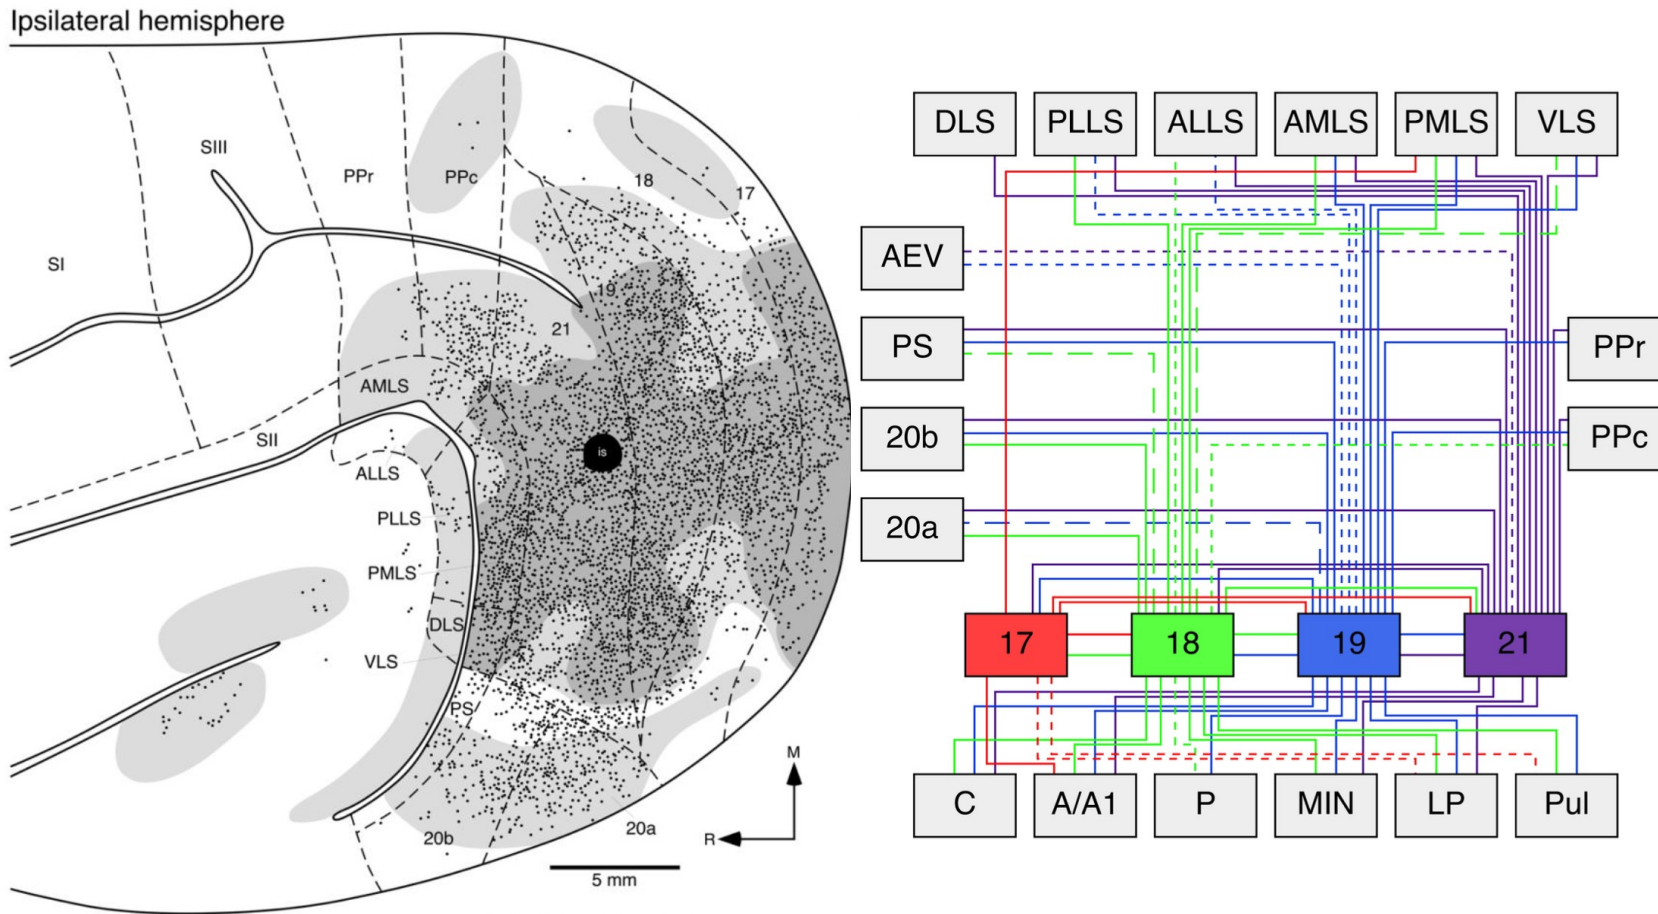 Ipsilateral hemisphere
SIII
PPr
PPc
18
17
SI
19
21
AMLS
SII
is
ALLS
PLLS
PMLS
DLS
VLS
PS
M
R
20a
20b
5 mm
DLS PLLS ALLS AMLS PMLS VLS
AEV
PS PPr
20b PPc
20a
17 18 19 21
C A/A1 P MIN LP Pul